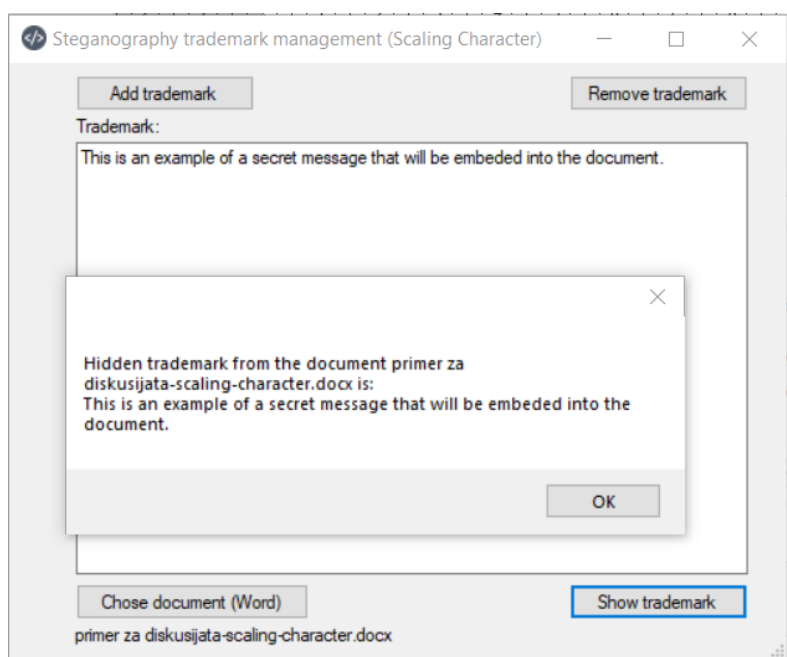 Steganography trademark management (Scaling Character)
Add trademark
Remove trademark
Trademark:
This is an example of a secret message that will be embeded into the document.
Hidden trademark from the document primer za
diskusijata-scaling-character.docx is:
This is an example of a secret message that will be embeded into the
document.
OK
Chose document (Word)
Show trademark
primer za diskusijata-scaling-character.docx